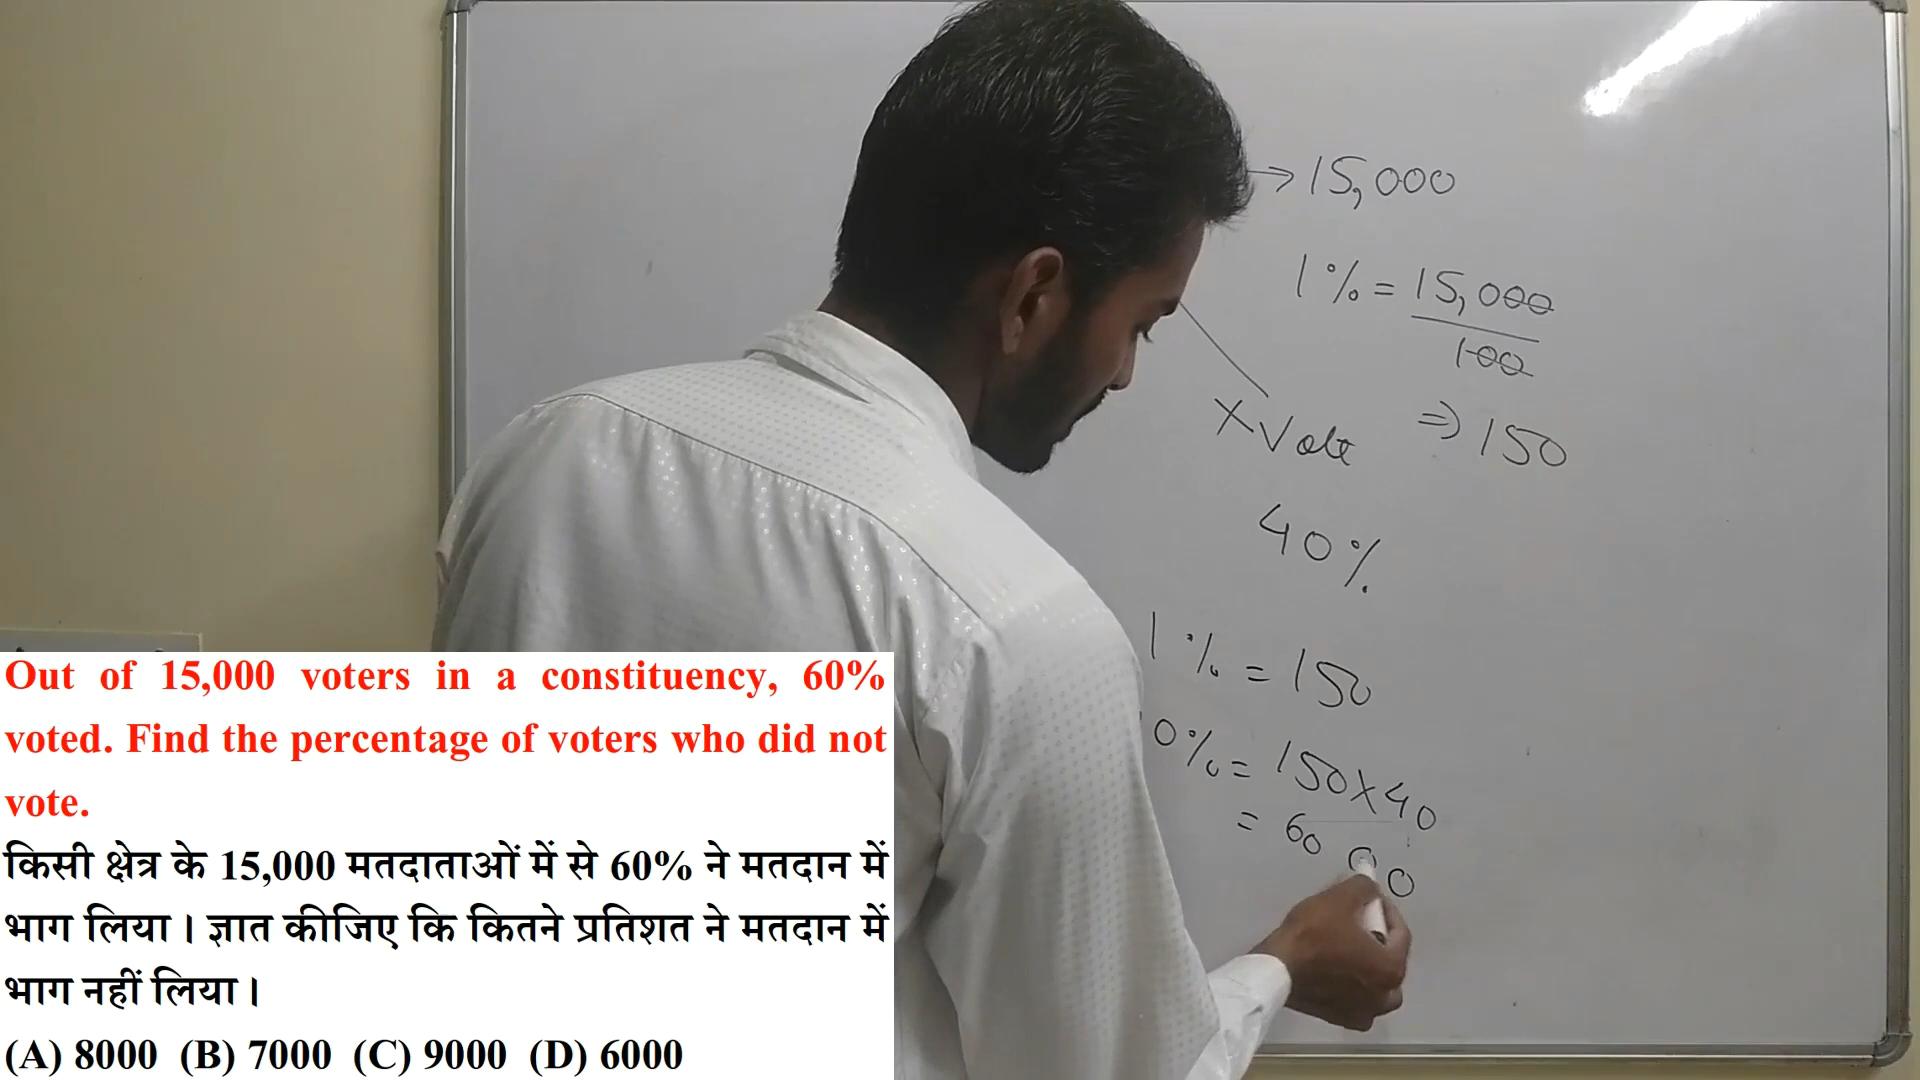 → 15,000
1% = 15,000
100
⇒ 150
X Vote
40%
1% = 150
0% = 150 X 40
= 6000
Out of 15,000 voters in a constituency, 60%
voted. Find the percentage of voters who did not
vote.
किसी क्षेत्र के 15,000 मतदाताओं में से 60% ने मतदान में
भाग लिया। ज्ञात कीजिए कि कितने प्रतिशत ने मतदान में
भाग नहीं लिया।
(A) 8000 (B) 7000 (C) 9000 (D) 6000